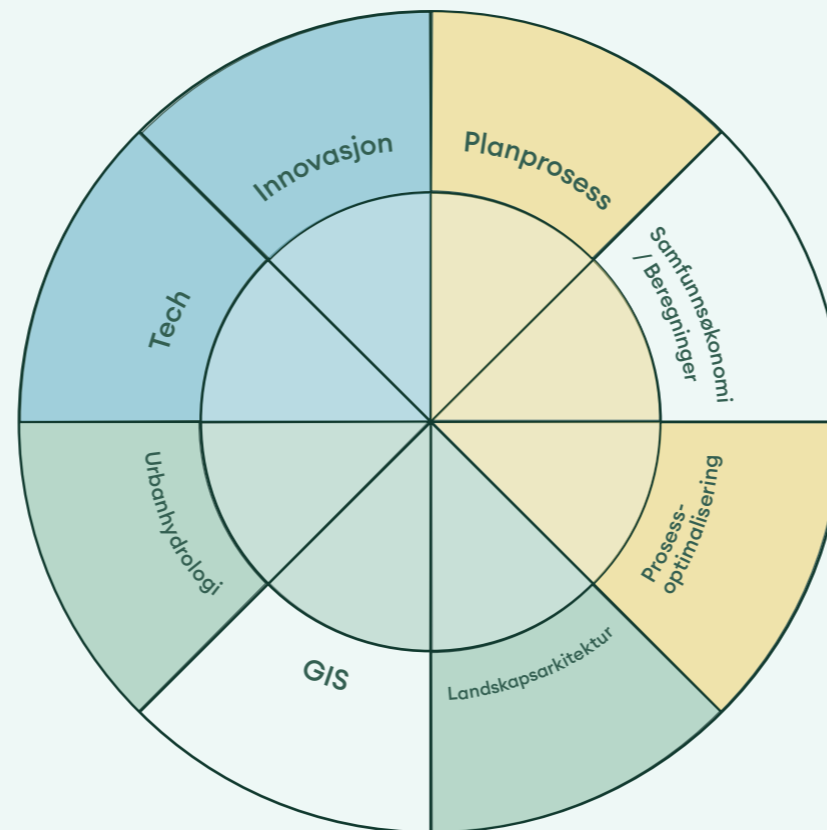 Innovasjon
Planprosess
Samfunnsøkonomi
/ Beregninger
Prosess-
optimalisering
Landskapsarkitektur
GIS
Urbanhydrologi
Tech